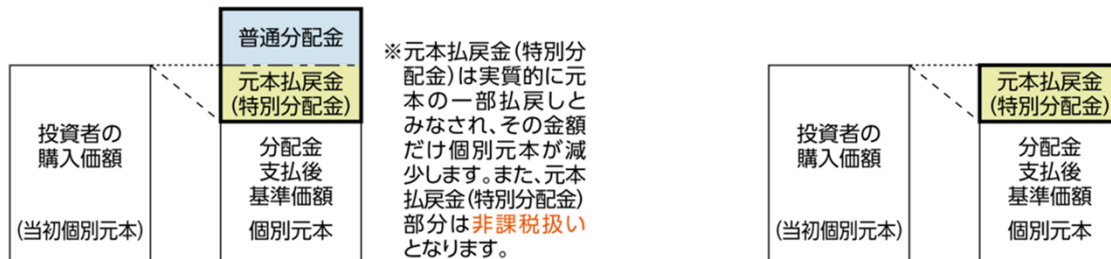 普通分配金
元本払戻金
(特別分配金)
投資者の
購入価額
(当初個別元本)
分配金
支払後
基準価額
個別元本
※元本払戻金(特別分
配金)は実質的に元
本の一部払戻しと
みなされ、その金額
だけ個別元本が減
少します。また、元本
払戻金(特別分配金)
部分は非課税扱い
となります。
投資者の
購入価額
(当初個別元本)
元本払戻金
(特別分配金)
分配金
支払後
基準価額
個別元本